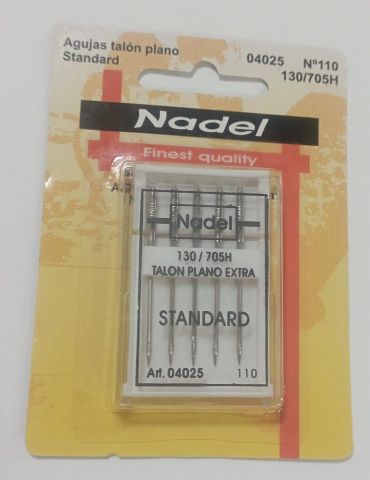 Agujas talón plano
Standard
04025 Nº110
130/705H
Nadel
Finest quality
Nadel
130 / 705H
TALON PLANO EXTRA
STANDARD
Art. 04025 110